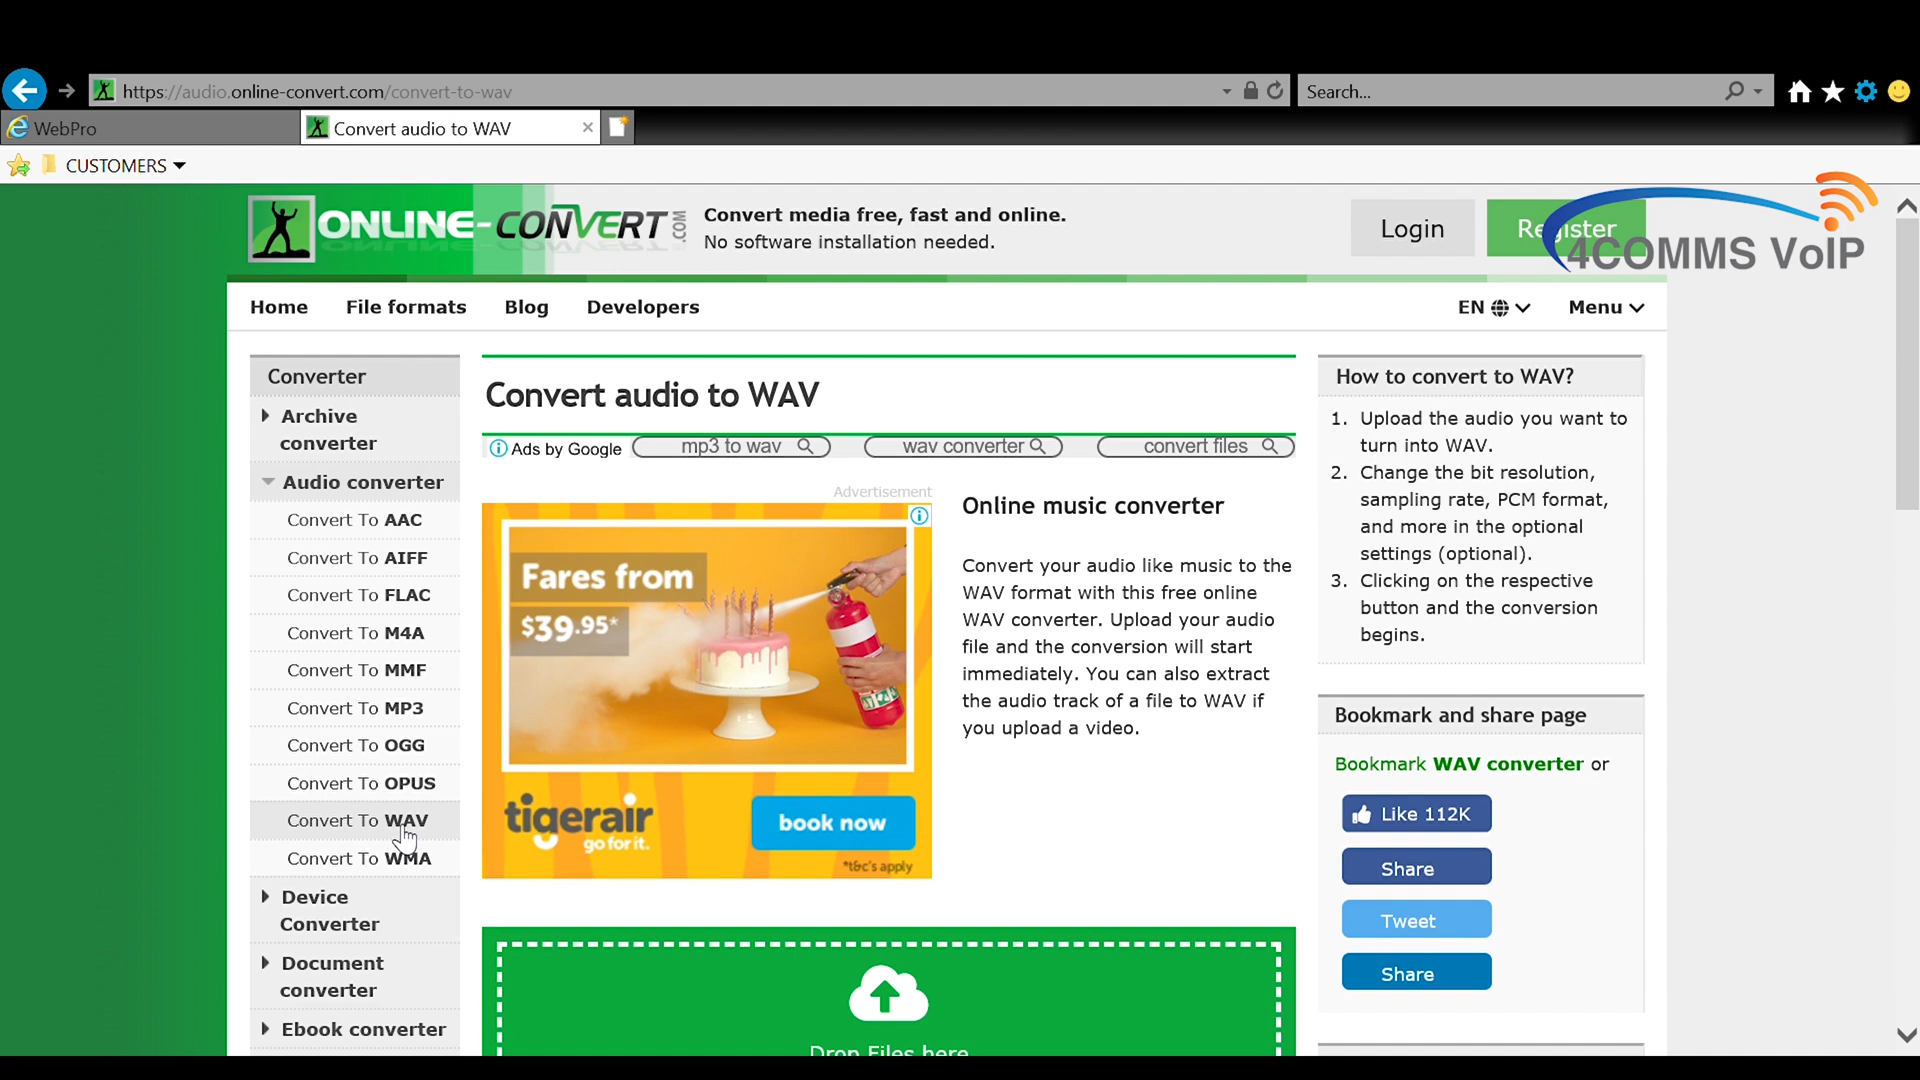 https://audio.online-convert.com/convert-to-wav
Search...
WebPro
Convert audio to WAV
CUSTOMERS
ONLINE-CONVERT.COM
Convert media free, fast and online.
No software installation needed.
Login
Register
4COMMS VoIP
Home
File formats
Blog
Developers
EN
Menu
Converter
Archive
converter
Audio converter
Convert To AAC
Convert To AIFF
Convert To FLAC
Convert To M4A
Convert To MMF
Convert To MP3
Convert To OGG
Convert To OPUS
Convert To WAV
Convert To WMA
Device
Converter
Document
converter
Ebook converter
Convert audio to WAV
Ads by Google
mp3 to wav
wav converter
convert files
Advertisement
Fares from
$39.95*
tigerair
go for it.
book now
*t&c's apply
Online music converter
Convert your audio like music to the
WAV format with this free online
WAV converter. Upload your audio
file and the conversion will start
immediately. You can also extract
the audio track of a file to WAV if
you upload a video.
Drop Files here
How to convert to WAV?
1. Upload the audio you want to
turn into WAV.
2. Change the bit resolution,
sampling rate, PCM format,
and more in the optional
settings (optional).
3. Clicking on the respective
button and the conversion
begins.
Bookmark and share page
Bookmark WAV converter or
Like 112K
Share
Tweet
Share